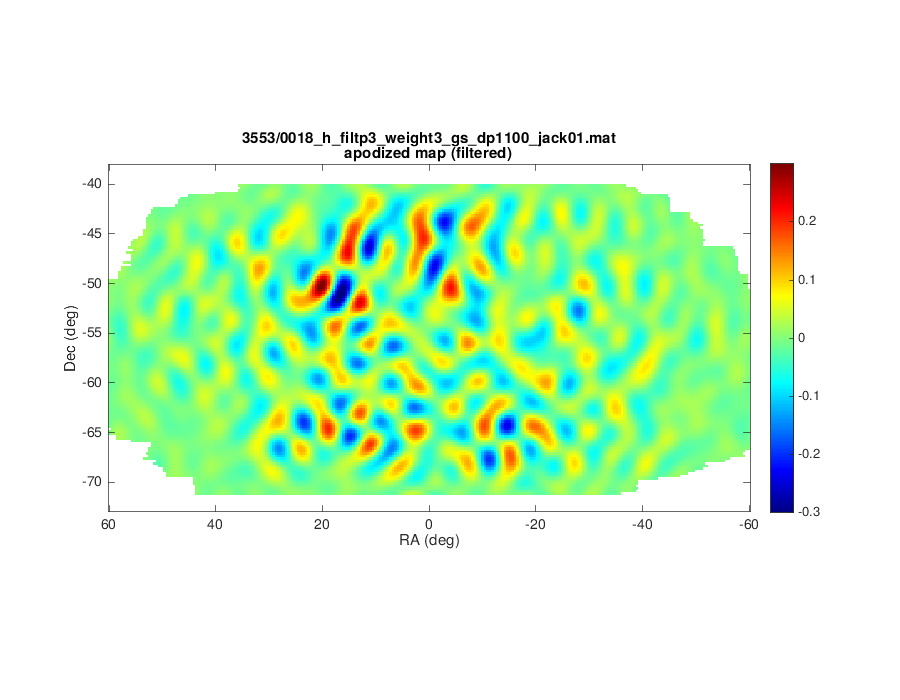 3553/0018_h_filtp3_weight3_gs_dp1100_jack01.mat
apodized map (filtered)
-40
-45
-50
-55
-60
-65
-70
Dec (deg)
60 40 20 0 -20 -40 -60
RA (deg)
0.2
0.1
0
-0.1
-0.2
-0.3